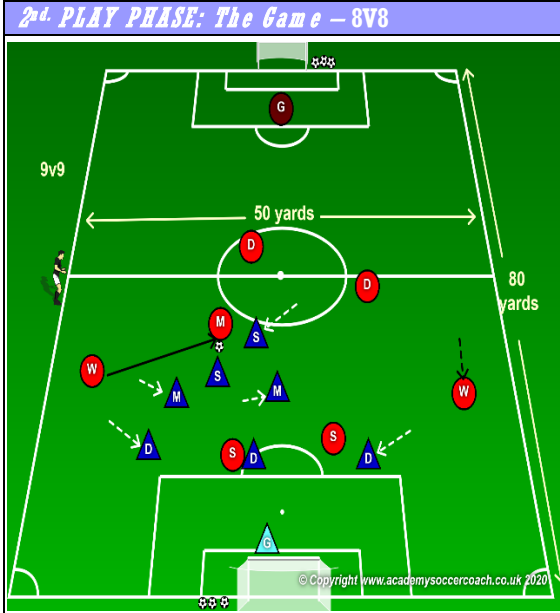 2nd. PLAY PHASE: The Game – 8V8
G
9v9
50 yards
D
D
80
yards
M
S
W
S
M
M
W
D
S
D
S
D
G
© Copyright www.academysoccercoach.co.uk 2020